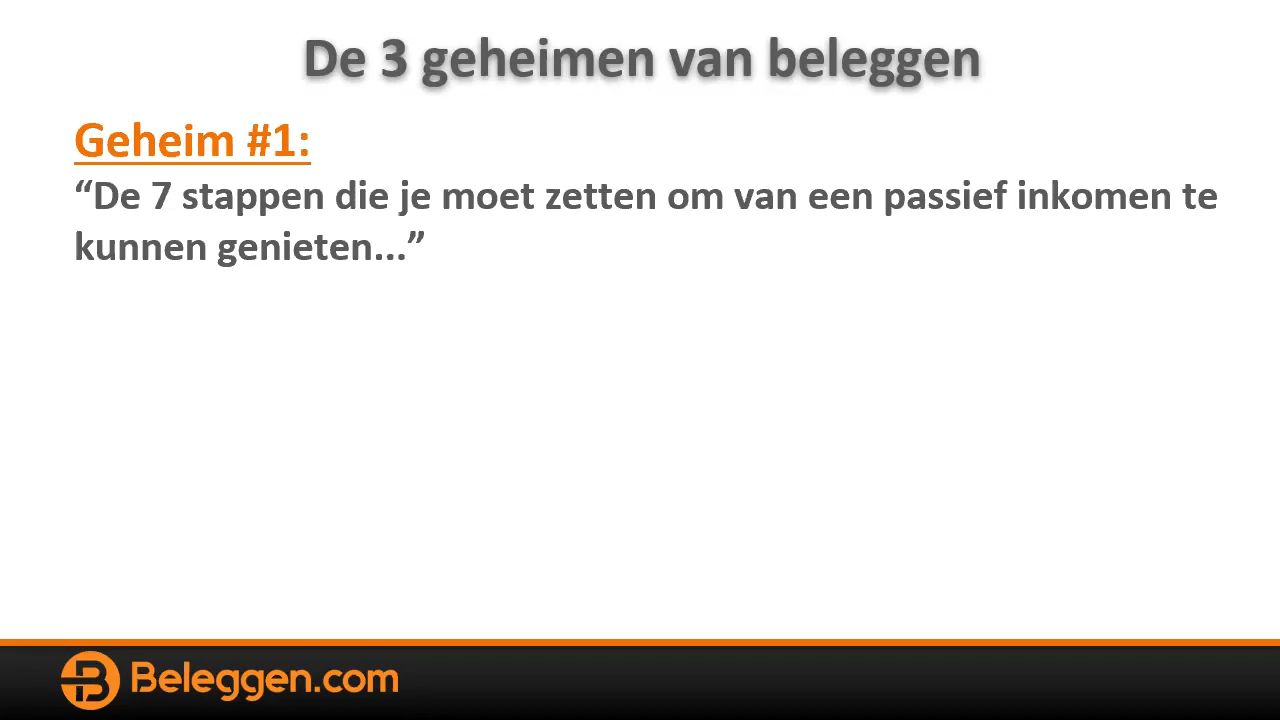 De 3 geheimen van beleggen
Geheim #1:
“De 7 stappen die je moet zetten om van een passief inkomen te
kunnen genieten...”
Beleggen.com